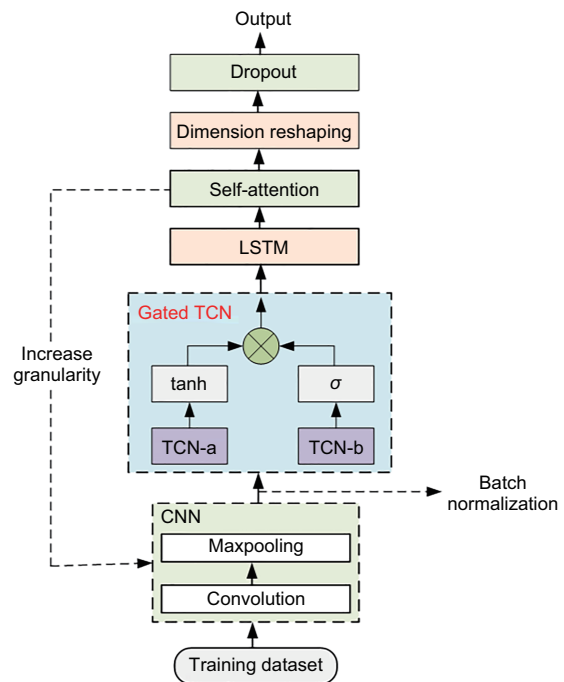 Output
Dropout
Dimension reshaping
Self-attention
LSTM
Gated TCN
Increase
granularity
tanh
σ
TCN-a
TCN-b
Batch
normalization
CNN
Maxpooling
Convolution
Training dataset